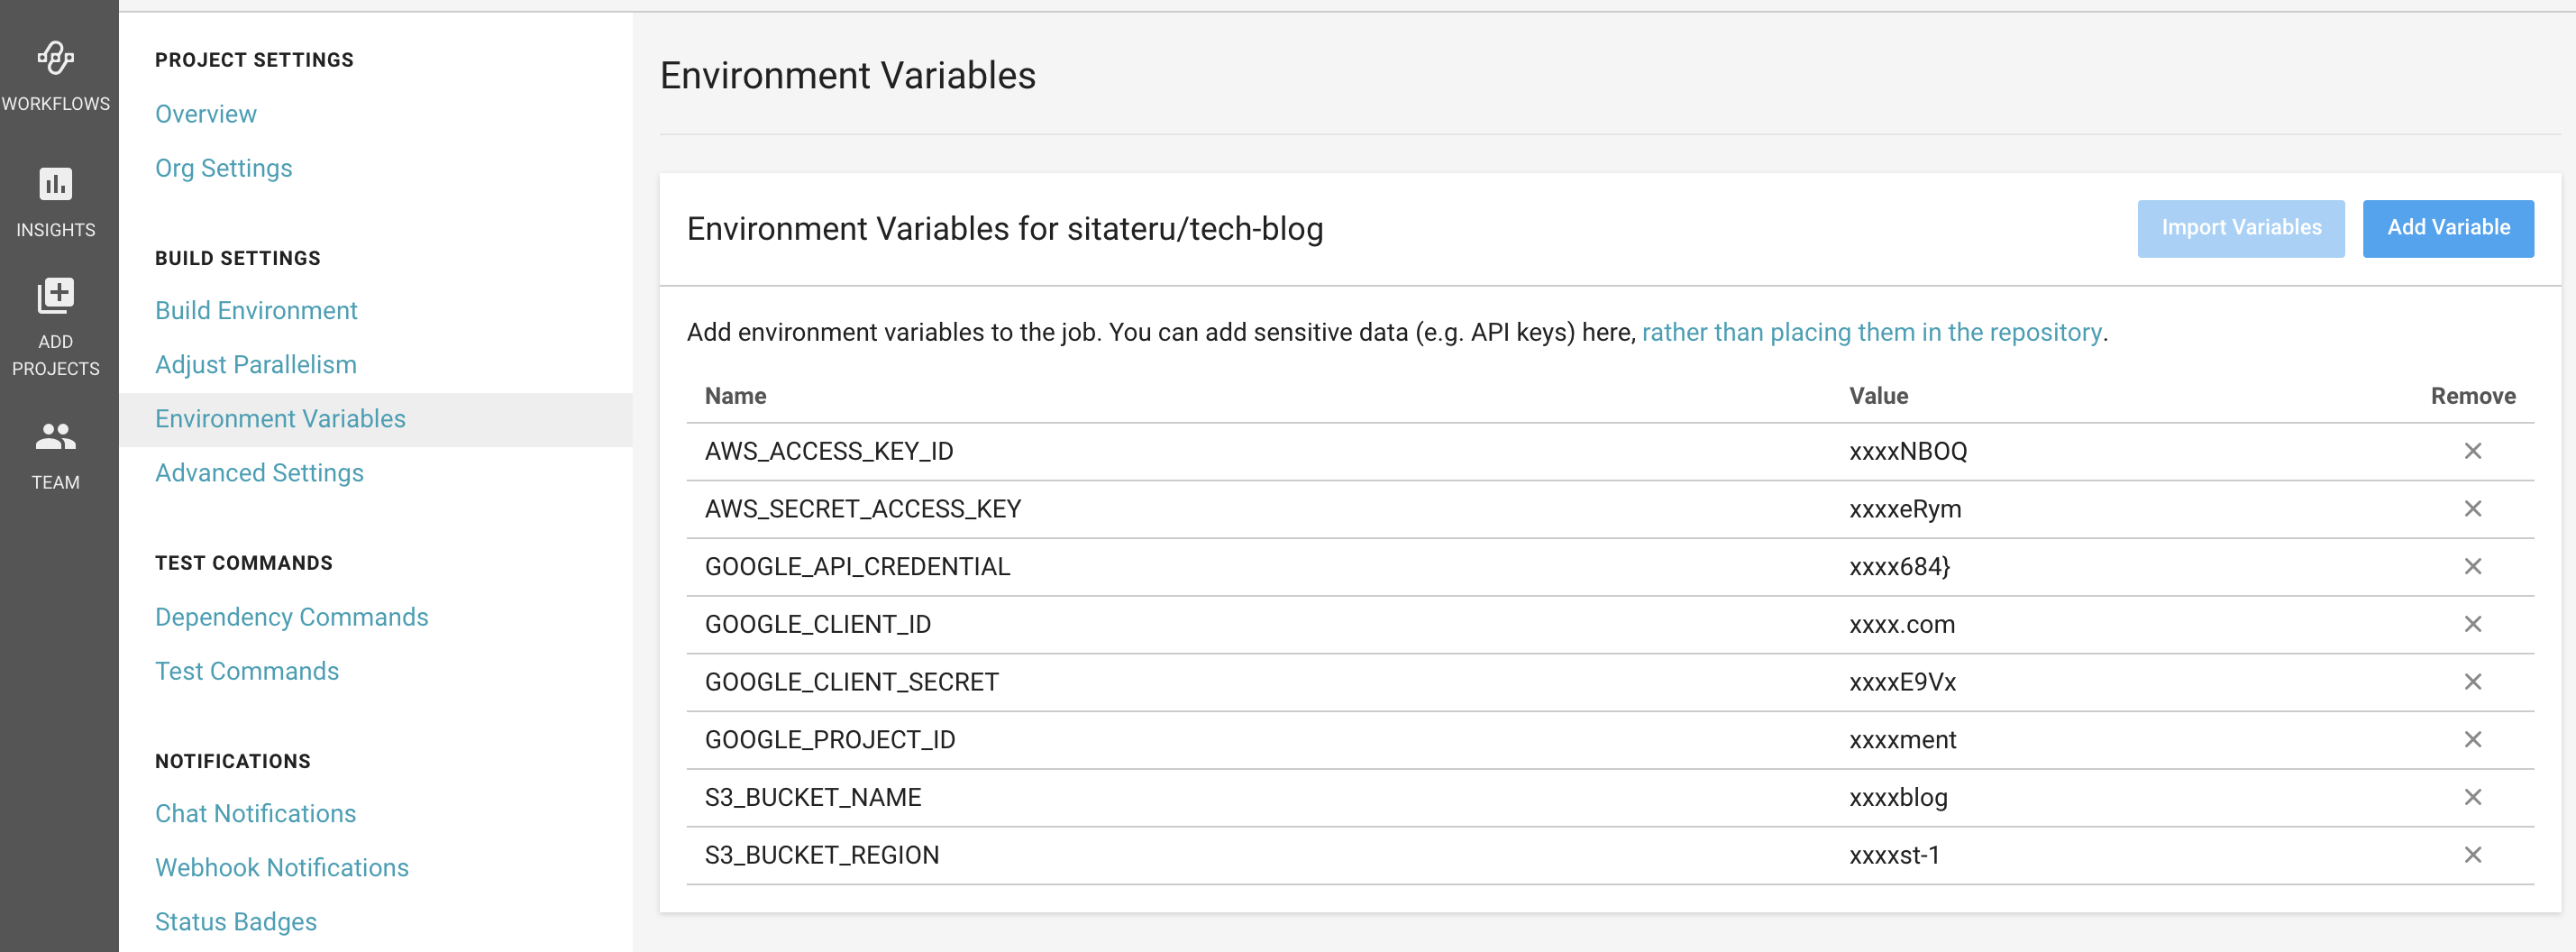 WORKFLOWS
INSIGHTS
ADD
PROJECTS
TEAM
PROJECT SETTINGS
Overview
Org Settings
BUILD SETTINGS
Build Environment
Adjust Parallelism
Environment Variables
Advanced Settings
TEST COMMANDS
Dependency Commands
Test Commands
NOTIFICATIONS
Chat Notifications
Webhook Notifications
Status Badges
Environment Variables
Environment Variables for sitateru/tech-blog
Import Variables
Add Variable
Add environment variables to the job. You can add sensitive data (e.g. API keys) here, rather than placing them in the repository.
Name Value Remove
AWS_ACCESS_KEY_ID xxxxNBOQ
AWS_SECRET_ACCESS_KEY xxxxeRym
GOOGLE_API_CREDENTIAL xxxx684}
GOOGLE_CLIENT_ID xxxx.com
GOOGLE_CLIENT_SECRET xxxxE9Vx
GOOGLE_PROJECT_ID xxxxment
S3_BUCKET_NAME xxxxblog
S3_BUCKET_REGION xxxxst-1